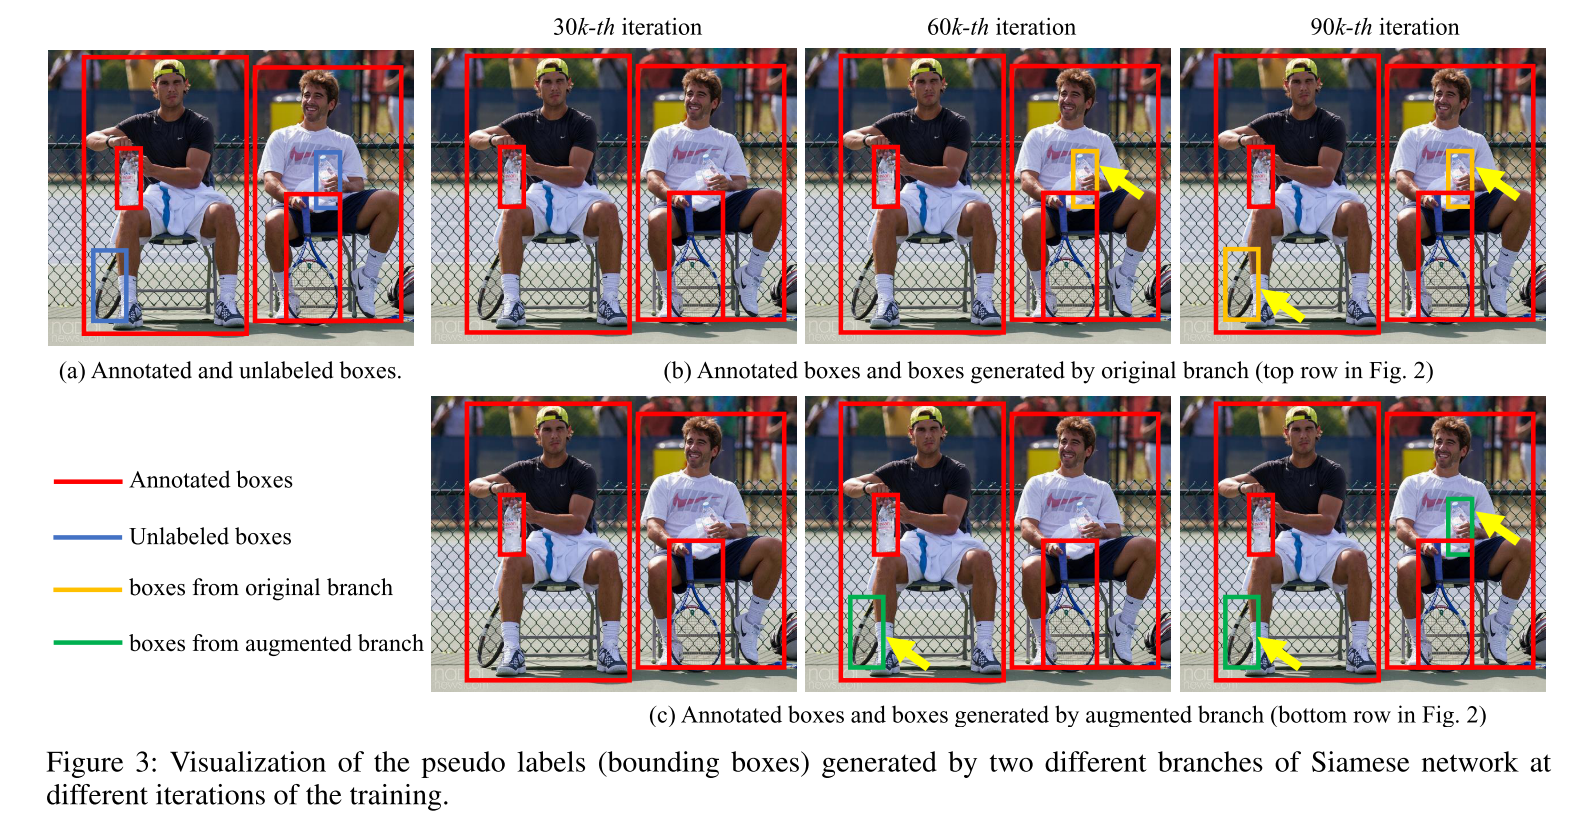 30k-th iteration
60k-th iteration
90k-th iteration
(a) Annotated and unlabeled boxes.
(b) Annotated boxes and boxes generated by original branch (top row in Fig. 2)
Annotated boxes
Unlabeled boxes
boxes from original branch
boxes from augmented branch
(c) Annotated boxes and boxes generated by augmented branch (bottom row in Fig. 2)
Figure 3: Visualization of the pseudo labels (bounding boxes) generated by two different branches of Siamese network at
different iterations of the training.